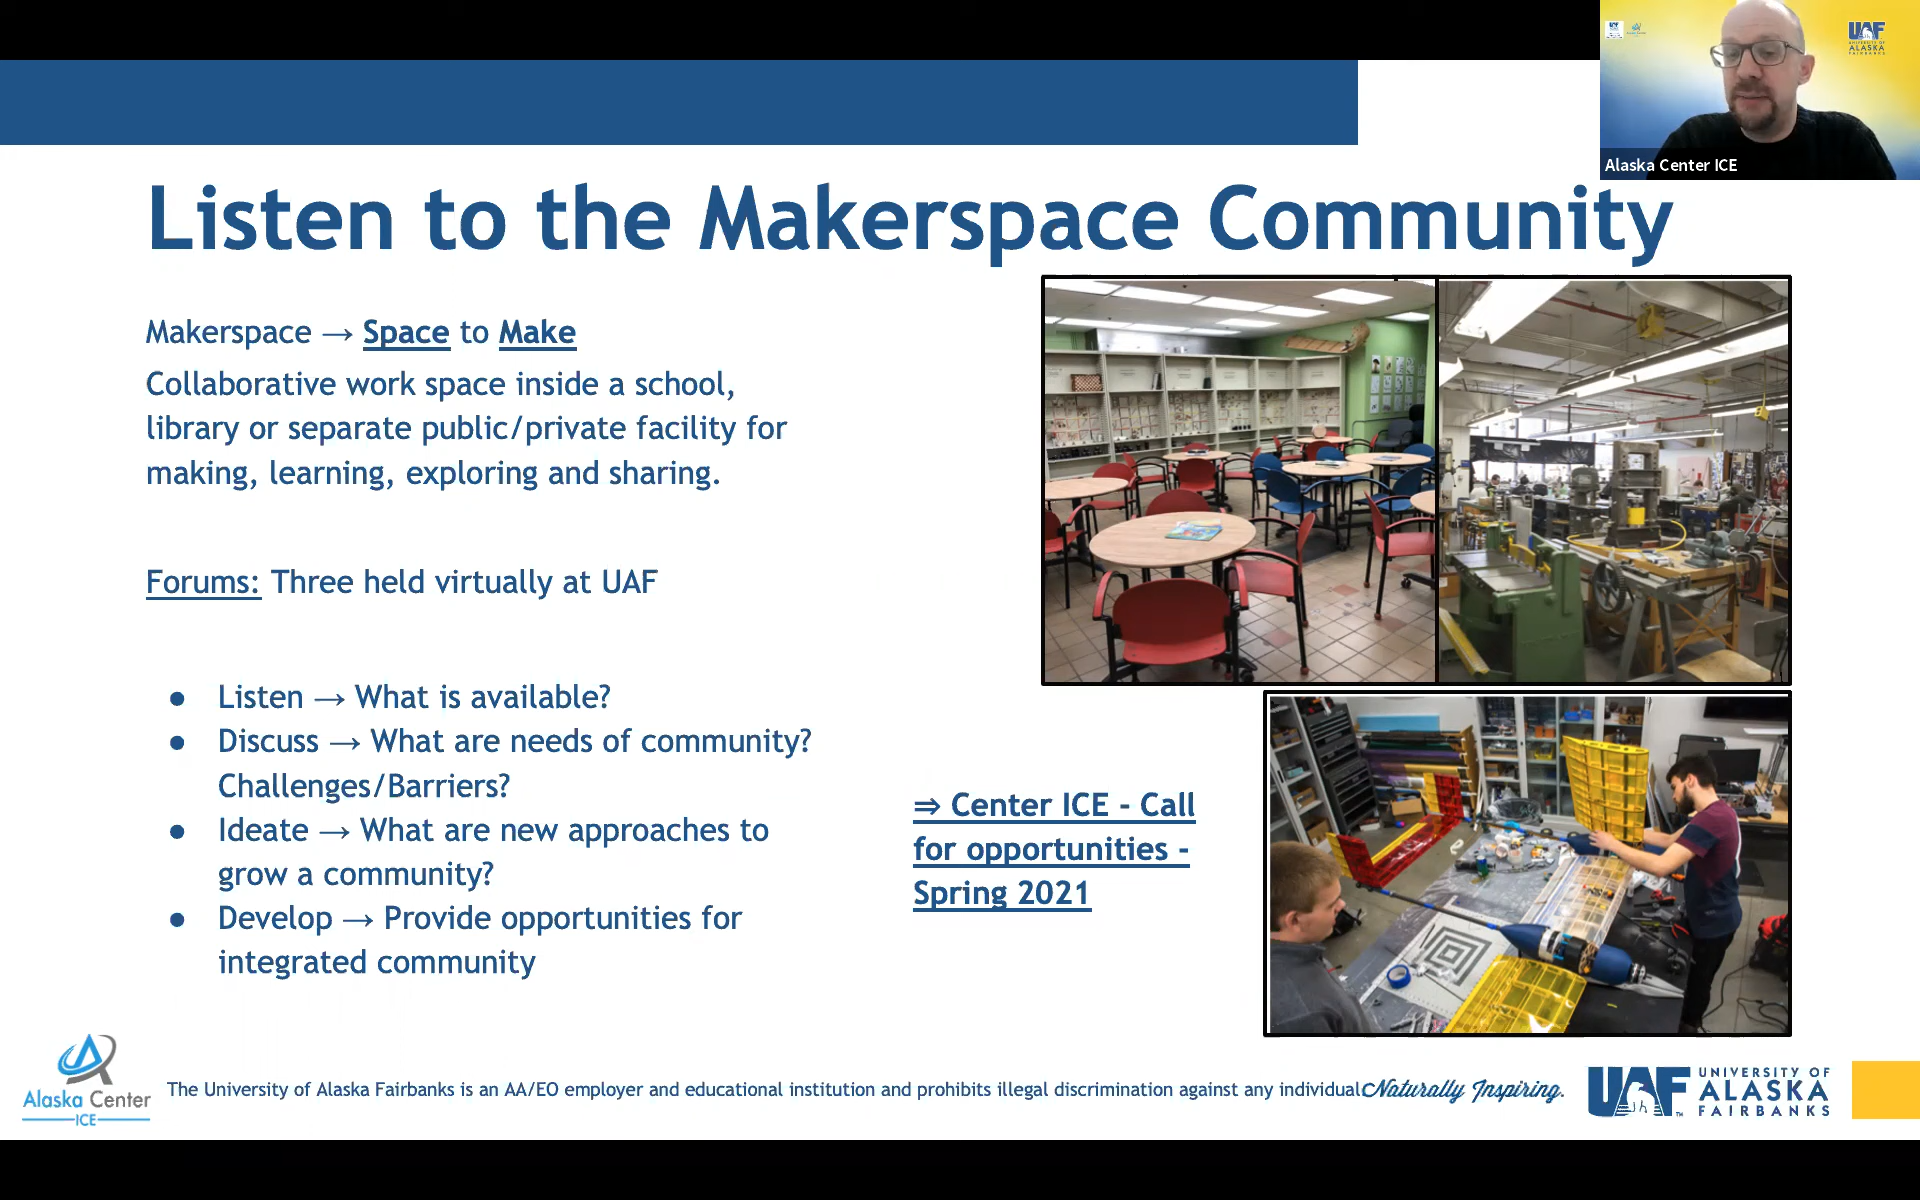 UAF
UNIVERSITY OF
ALASKA
FAIRBANKS
Alaska Center ICE
Listen to the Makerspace Community
Makerspace → Space to Make
Collaborative work space inside a school,
library or separate public/private facility for
making, learning, exploring and sharing.
Forums: Three held virtually at UAF
● Listen → What is available?
● Discuss → What are needs of community?
Challenges/Barriers?
● Ideate → What are new approaches to
grow a community?
● Develop → Provide opportunities for
integrated community
⇒ Center ICE - Call
for opportunities -
Spring 2021
Alaska Center
ICE
The University of Alaska Fairbanks is an AA/EO employer and educational institution and prohibits illegal discrimination against any individual
Naturally Inspiring.
UAF
UNIVERSITY OF
ALASKA
FAIRBANKS